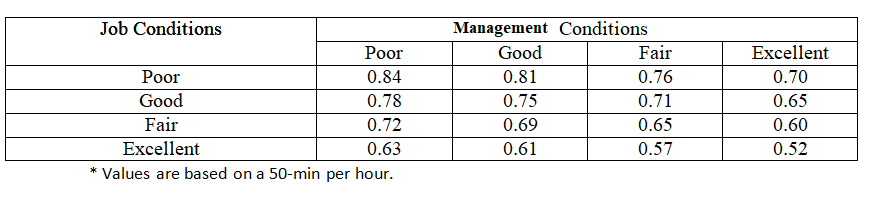 Job Conditions Management Conditions
Poor Good Fair Excellent
Poor 0.84 0.81 0.76 0.70
Good 0.78 0.75 0.71 0.65
Fair 0.72 0.69 0.65 0.60
Excellent 0.63 0.61 0.57 0.52
* Values are based on a 50-min per hour.